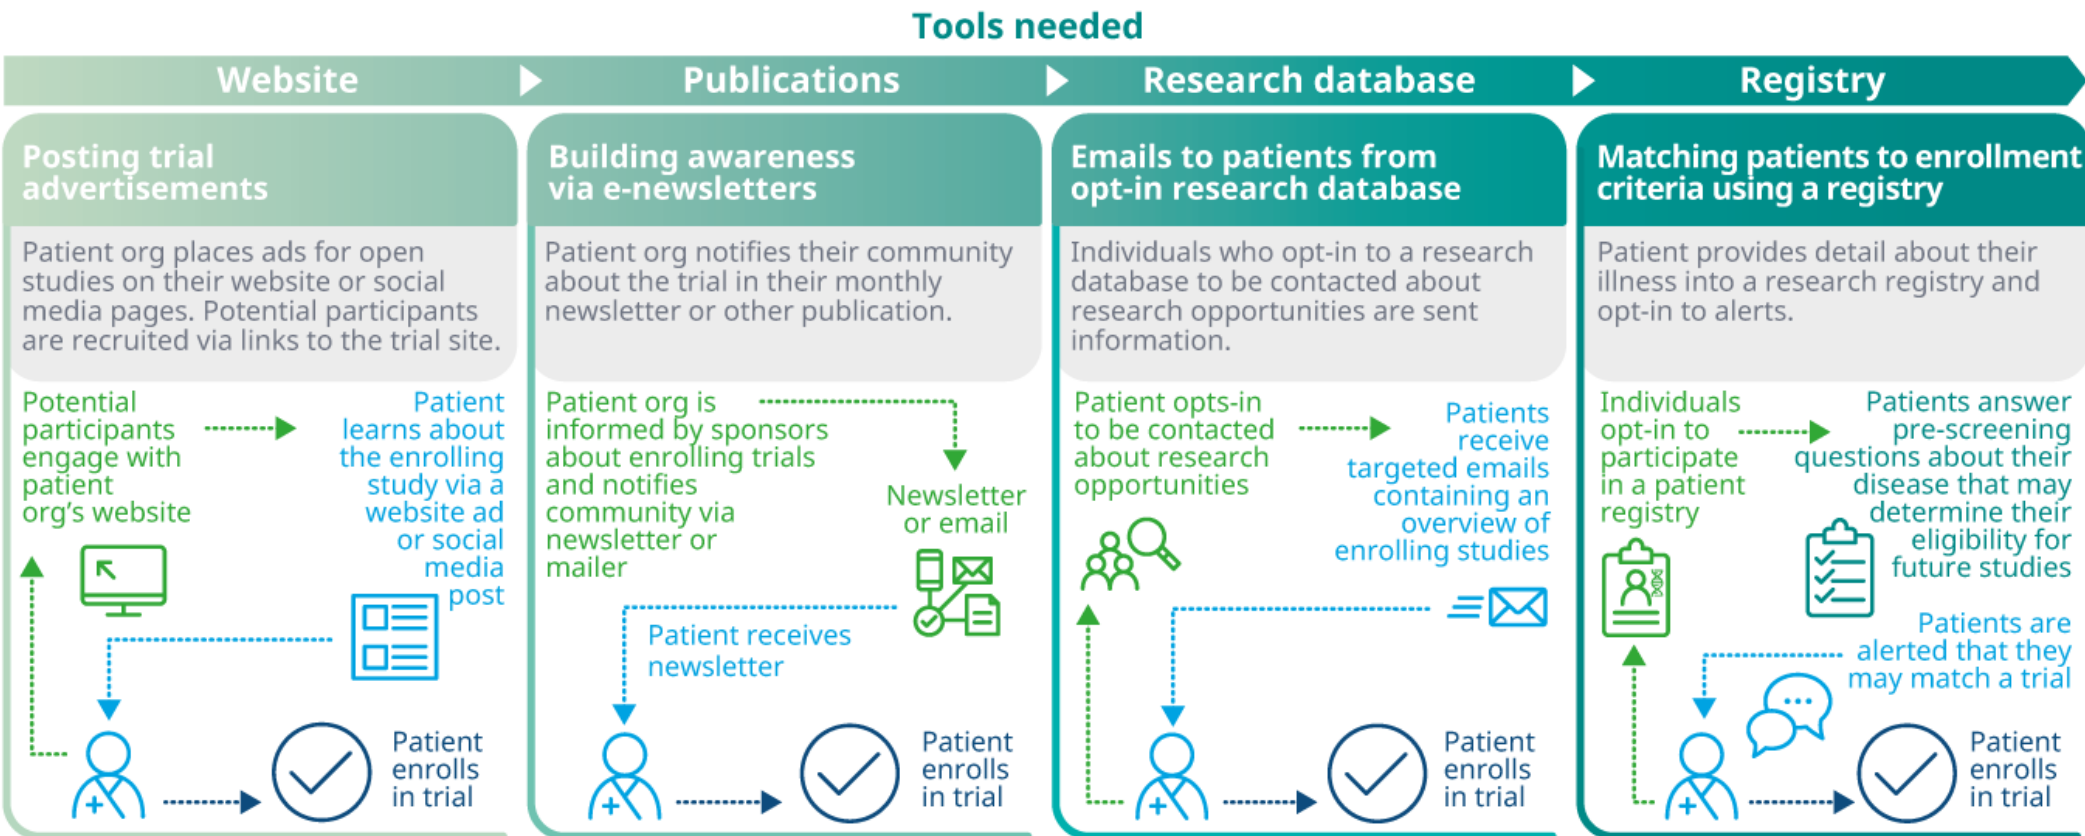 Tools needed
Website
Publications
Research database
Registry
Posting trial
advertisements
Patient org places ads for open
studies on their website or social
media pages. Potential participants
are recruited via links to the trial site.
Potential
participants
engage with
patient
org's website
Patient
learns about
the enrolling
study via a
website ad
or social
media
post
Patient
enrolls
in trial
Building awareness
via e-newsletters
Patient org notifies their community
about the trial in their monthly
newsletter or other publication.
Patient org is
informed by sponsors
about enrolling trials
and notifies
community via
newsletter or
mailer
Newsletter
or email
Patient receives
newsletter
Patient
enrolls
in trial
Emails to patients from
opt-in research database
Individuals who opt-in to a research
database to be contacted about
research opportunities are sent
information.
Patient opts-in
to be contacted
about research
opportunities
Patients
receive
targeted emails
containing an
overview of
enrolling studies
Patient
enrolls
in trial
Matching patients to enrollment
criteria using a registry
Patient provides detail about their
illness into a research registry and
opt-in to alerts.
Individuals
opt-in to
participate
in a patient
registry
Patients answer
pre-screening
questions about their
disease that may
determine their
eligibility for
future studies
Patients are
alerted that they
may match a trial
Patient
enrolls
in trial